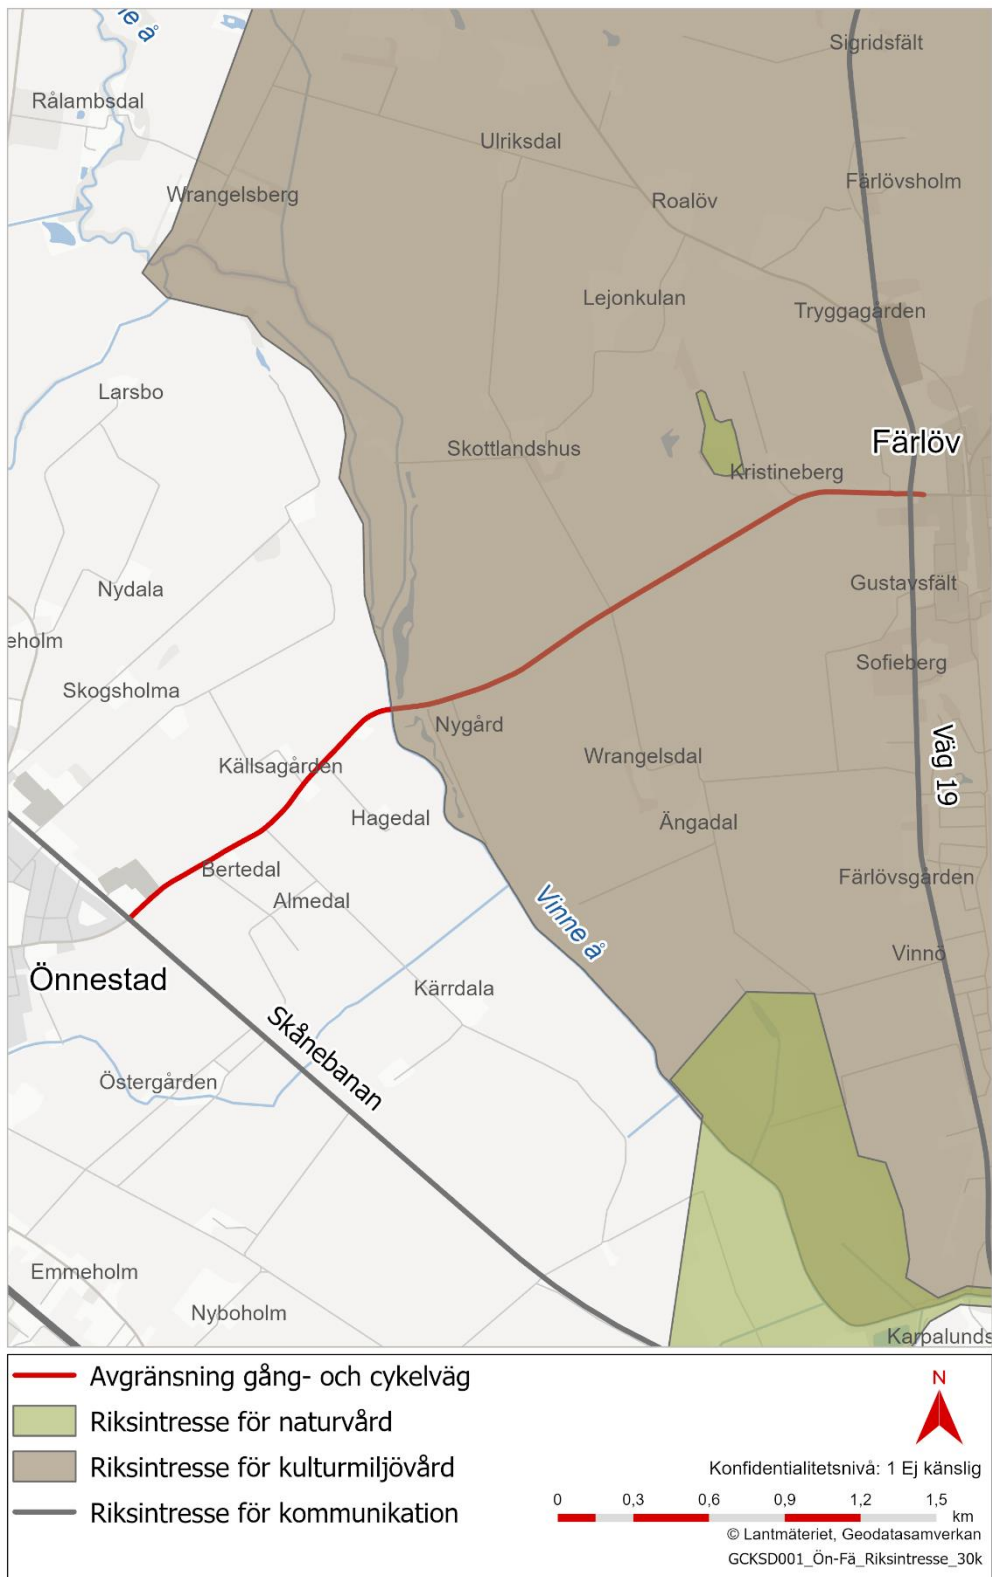 ne å
Sigridsfält
Rålambsdal
Ulriksdal
Färlövsholm
Wrangelsberg
Roalöv
Lejonkulan
Tryggagården
Larsbo
Färlöv
Skottlandshus
Kristineberg
Nydala
Gustavsfält
eholm
Sofieberg
Skogsholma
Nygård
Väg 19
Wrangelsdal
Källsagården
Hagedal
Ängadal
Bertedal
Färlövsgården
Almedal
Vinne å
Vinnö
Önnestad
Kärrdala
Skånebanan
Östergården
Emmeholm
Nyboholm
Karpalunds
Avgränsning gång- och cykelväg
Riksintresse för naturvård
Riksintresse för kulturmiljövård
Riksintresse för kommunikation
N
Konfidentialitetsnivå: 1 Ej känslig
0 0,3 0,6 0,9 1,2 1,5
km
© Lantmäteriet, Geodatasamverkan
GCKSD001_Ön-Fä_Riksintresse_30k